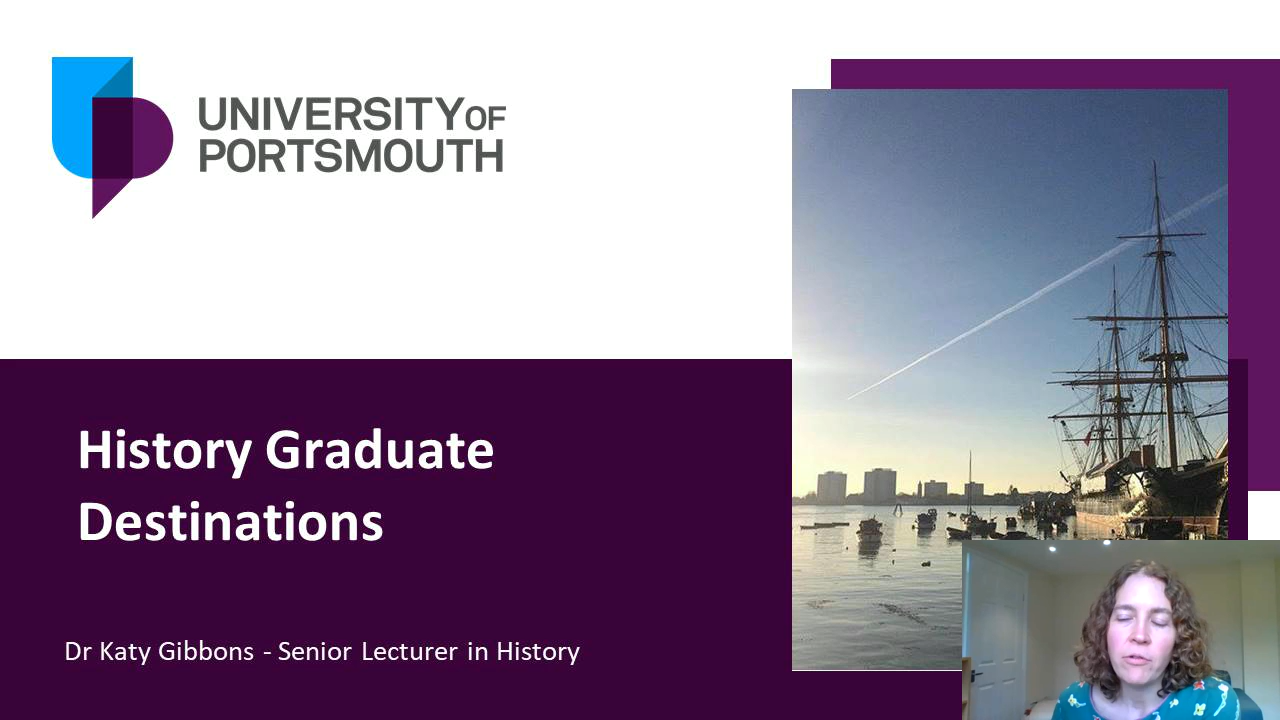 UNIVERSITY OF
PORTSMOUTH
History Graduate
Destinations
Dr Katy Gibbons - Senior Lecturer in History